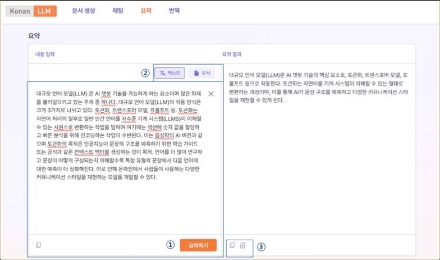 Konan LLM 문서 생성 채팅 요약 번역
요약
내용 입력
요약 결과
② 텍스트 문서
대규모 언어 모델(LLM) 은 AI 챗봇 기술을 가능하게 하는 요소이며 많은 화제
를 불러일으키고 있는 주제 중 하나다. 대규모 언어 모델(LLM)의 작동 방식은
크게 3가지로 나뉘고 있다. 토큰화, 트랜스포머 모델, 프롬프트 등. 토큰화는
자연어 처리의 일부로 일반 인간 언어를 저수준 기계 시스템(LLMS)이 이해할
수 있는 시퀀스로 변환하는 작업을 말하며 여기에는 섹션에 숫자 값을 할당하
고 빠른 분석을 위해 인코딩하는 작업이 수반된다. 이는 음성학의 AI 버전과 같
으며 토큰화의 목적은 인공지능이 문장의 구조를 예측하기 위한 학습 가이드
또는 공식과 같은 컨텍스트 벡터를 생성하는 것이 목적. 언어를 더 많이 연구하
고 문장이 어떻게 구성되는지 이해할수록 특정 유형의 문장에서 다음 언어에
대한 예측이 더 정확해진다. 이로 인해 온라인에서 사람들이 사용하는 다양한
커뮤니케이션 스타일을 재현하는 모델을 개발할 수 있다.
대규모 언어 모델(LLM)은 AI 챗봇 기술의 핵심 요소로, 토큰화, 트랜스포머 모델, 프
롬프트 등으로 작동한다. 토큰화는 자연어를 기계 시스템이 이해할 수 있는 형태로
변환하는 과정이며, 이를 통해 AI가 문장 구조를 예측하고 다양한 커뮤니케이션 스타
일을 재현할 수 있게 된다.
① 요약하기
③